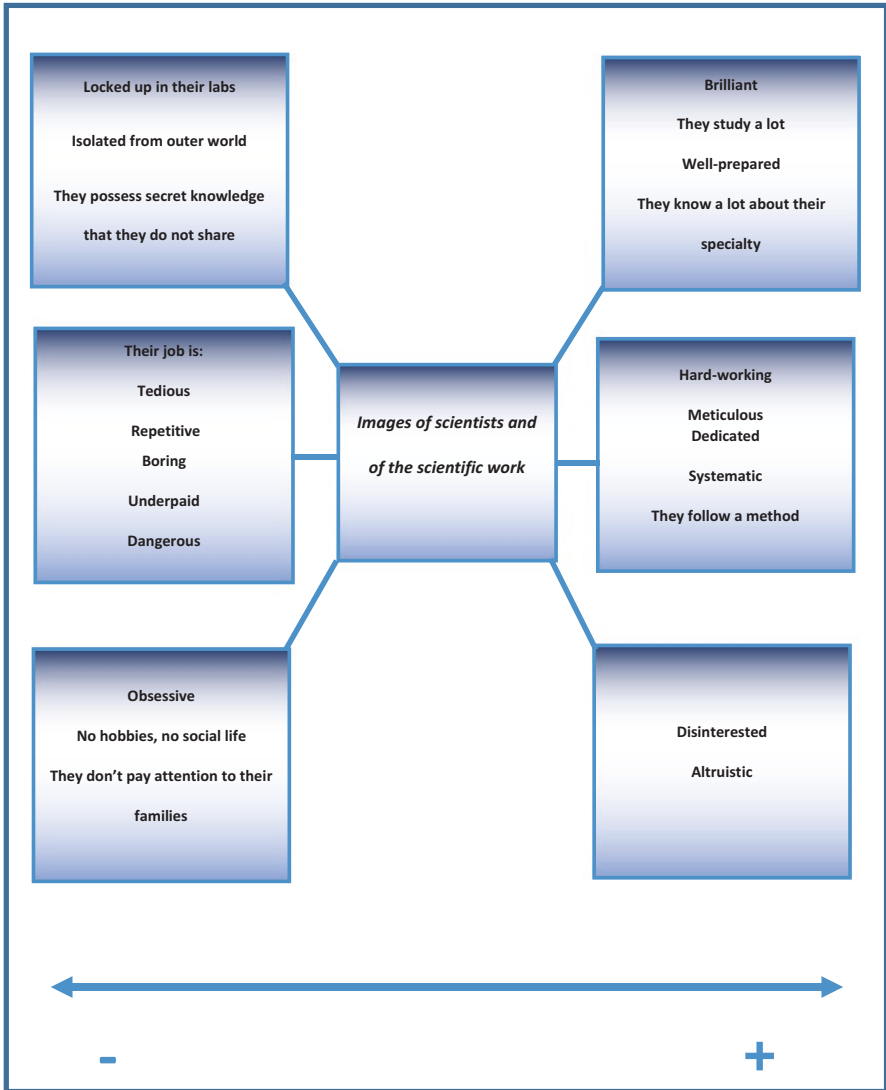 Locked up in their labs
Isolated from outer world
They possess secret knowledge
that they do not share
Brilliant
They study a lot
Well-prepared
They know a lot about their
specialty
Their job is:
Tedious
Repetitive
Boring
Underpaid
Dangerous
Images of scientists and
of the scientific work
Hard-working
Meticulous
Dedicated
Systematic
They follow a method
Obsessive
No hobbies, no social life
They don’t pay attention to their
families
Disinterested
Altruistic
-
+